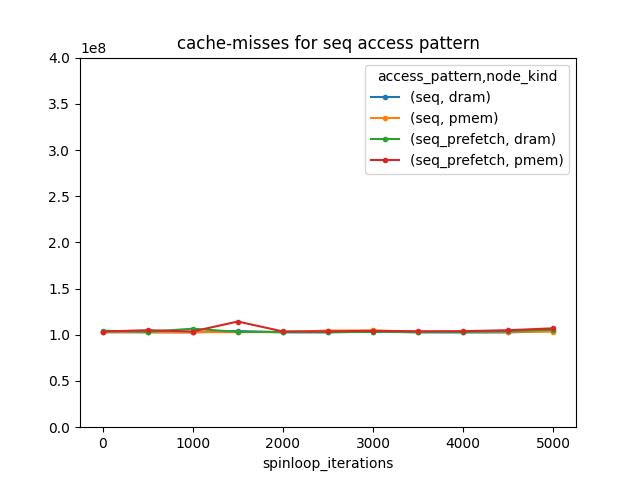 cache-misses for seq access pattern
1e8
4.0
3.5
3.0
2.5
2.0
1.5
1.0
0.5
0.0
access_pattern,node_kind
(seq, dram)
(seq, pmem)
(seq_prefetch, dram)
(seq_prefetch, pmem)
0 1000 2000 3000 4000 5000
spinloop_iterations